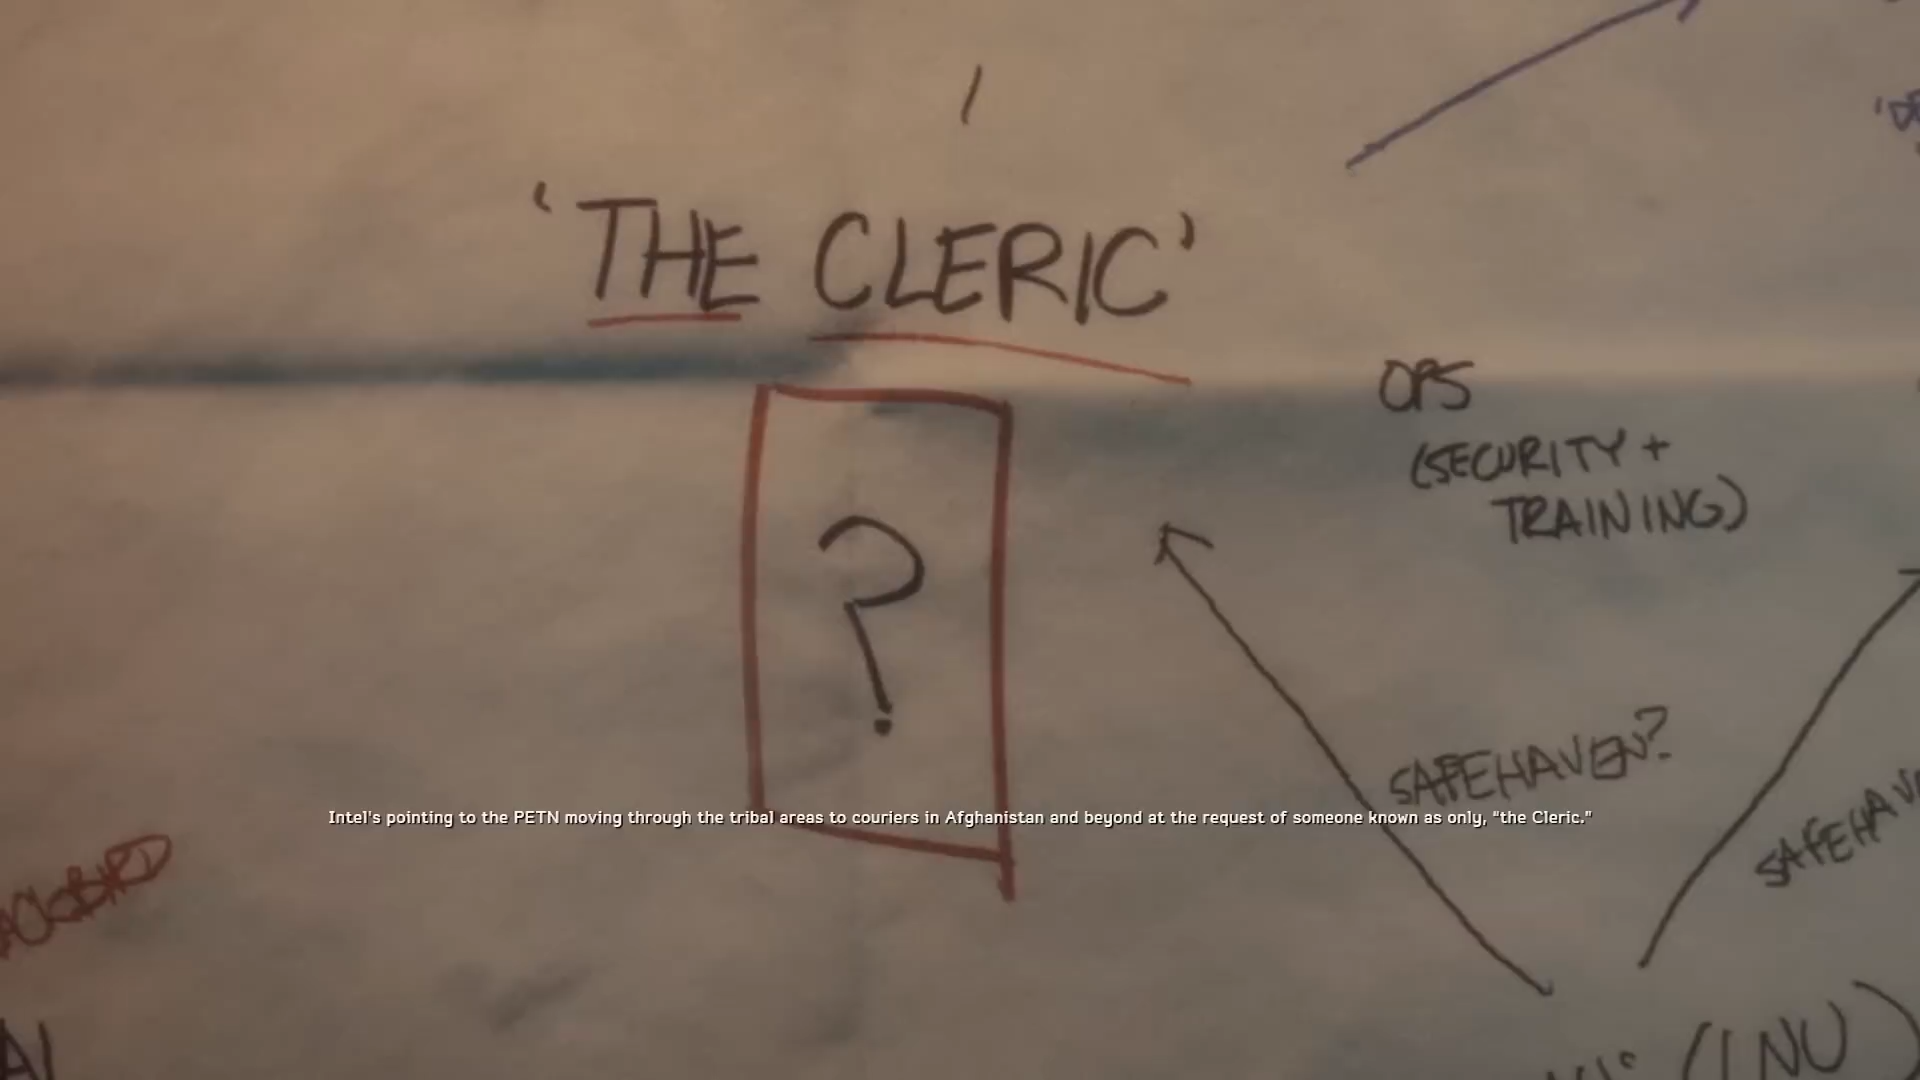 'THE CLERIC'
OPS
(SECURITY +
TRAINING)
?
SAFEHAVEN?
Intel's pointing to the PETN moving through the tribal areas to couriers in Afghanistan and beyond at the request of someone known as only, "the Cleric."
(LNU)